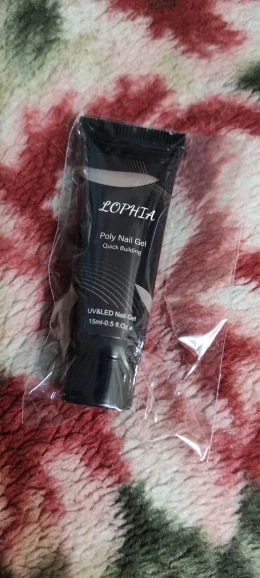 LOPHIA
Poly Nail Gel
Quick Building
UV&LED Nail Gel
15ml-0.5 fl.Oz e